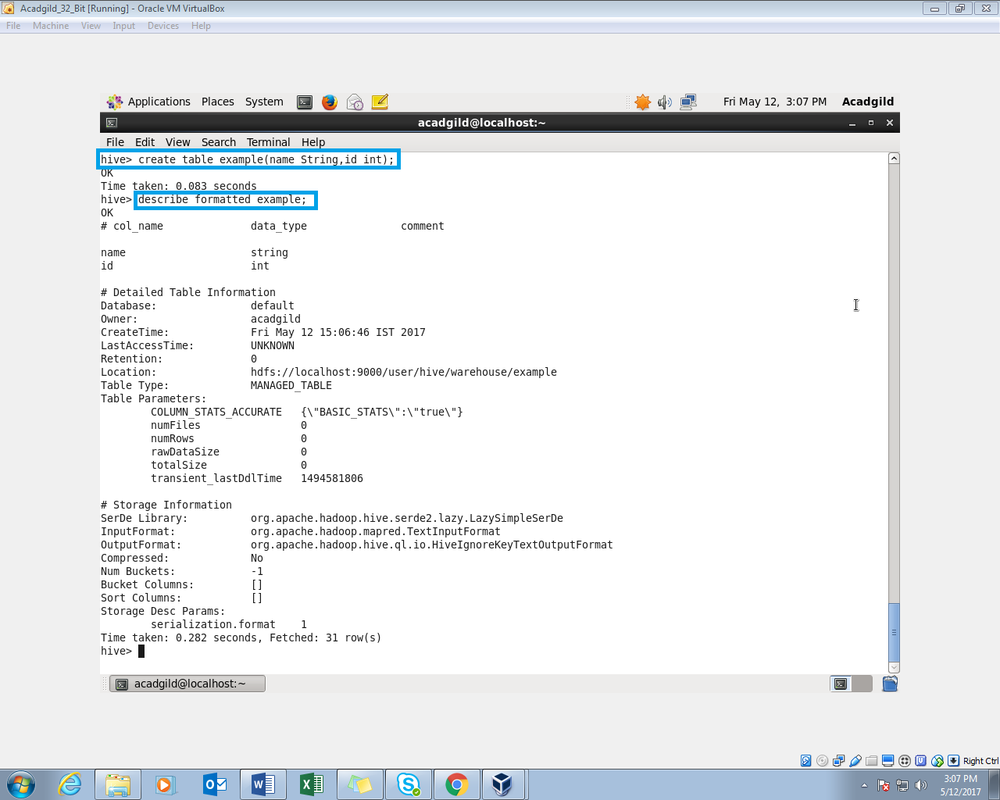 Acadgild_32_Bit [Running] - Oracle VM VirtualBox
File Machine View Input Devices Help
Applications Places System Fri May 12, 3:07 PM Acadgild
acadgild@localhost:~
File Edit View Search Terminal Help
hive> create table example(name String,id int);
OK
Time taken: 0.083 seconds
hive> describe formatted example;
OK
# col_name data_type comment
name string
id int
# Detailed Table Information
Database: default
Owner: acadgild
CreateTime: Fri May 12 15:06:46 IST 2017
LastAccessTime: UNKNOWN
Retention: 0
Location: hdfs://localhost:9000/user/hive/warehouse/example
Table Type: MANAGED_TABLE
Table Parameters:
COLUMN_STATS_ACCURATE {\"BASIC_STATS\":\"true\"}
numFiles 0
numRows 0
rawDataSize 0
totalSize 0
transient_lastDdlTime 1494581806
# Storage Information
SerDe Library: org.apache.hadoop.hive.serde2.lazy.LazySimpleSerDe
InputFormat: org.apache.hadoop.mapred.TextInputFormat
OutputFormat: org.apache.hadoop.hive.ql.io.HiveIgnoreKeyTextOutputFormat
Compressed: No
Num Buckets: -1
Bucket Columns: []
Sort Columns: []
Storage Desc Params:
serialization.format 1
Time taken: 0.282 seconds, Fetched: 31 row(s)
hive>
acadgild@localhost:~
Right Ctrl
3:07 PM
5/12/2017